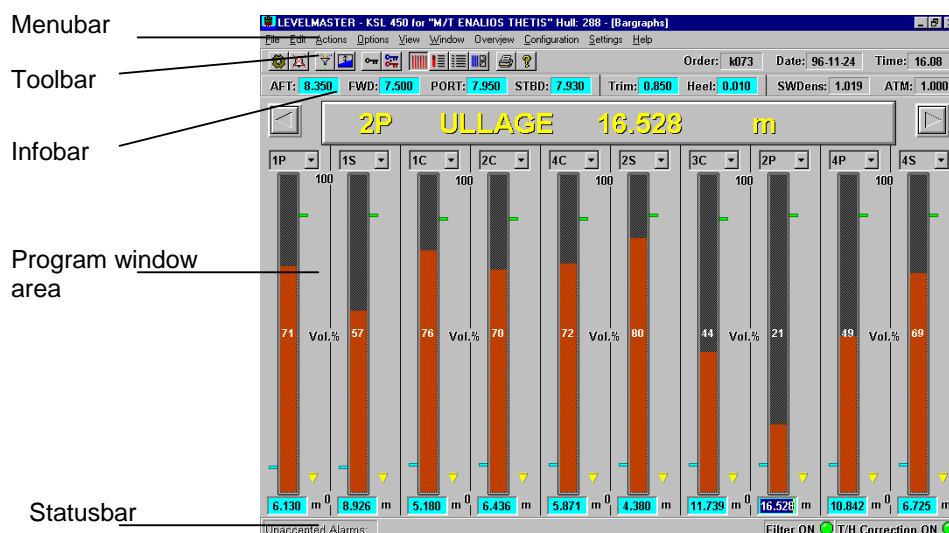 Menubar
Toolbar
Infobar
Program window
area
Statusbar
LEVELMASTER - KSL 450 for "M/T ENALIOS THETIS" Hull: 288 - [Bargraphs]
File Edit Actions Options View Window Overview Configuration Settings Help
Order: k073 Date: 96-11-24 Time: 16.08
AFT: 8.350 FWD: 7.500 PORT: 7.950 STBD: 7.930 Trim: 0.850 Heel: 0.010 SWDens: 1.019 ATM: 1.000
2P ULLAGE 16.528 m
1P 1S 1C 2C 4C 2S 3C 2P 4P 4S
100 100 100 100 100
71 Vol.% 57 76 Vol.% 70 72 Vol.% 80 44 Vol.% 21 49 Vol.% 69
0 0 0 0 0
6.130 m 8.926 m 5.180 m 6.436 m 5.871 m 4.380 m 11.739 m 16.528 m 10.842 m 6.725 m
Unaccepted Alarms: Filter ON T/H Correction ON